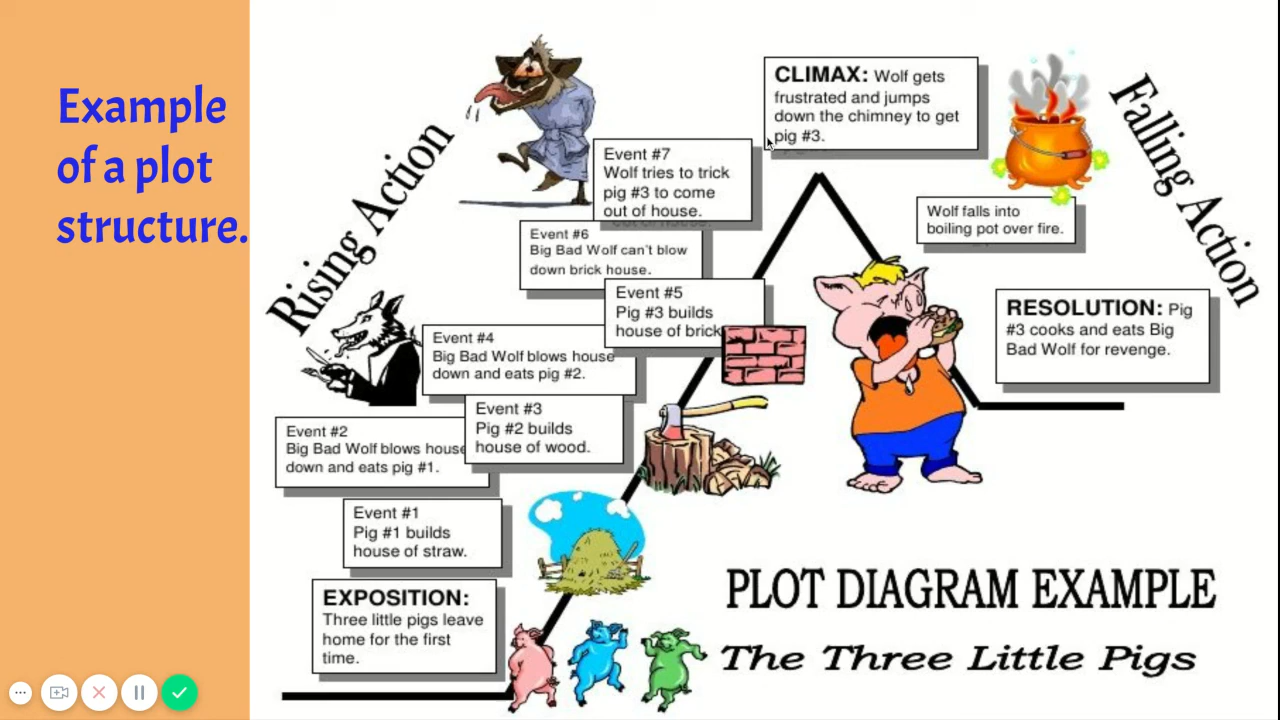 Example
of a plot
structure.
Rising Action
CLIMAX: Wolf gets
frustrated and jumps
down the chimney to get
pig #3.
Falling Action
Event #7
Wolf tries to trick
pig #3 to come
out of house.
Wolf falls into
boiling pot over fire.
Event #6
Big Bad Wolf can't blow
down brick house.
Event #5
Pig #3 builds
house of brick
RESOLUTION: Pig
#3 cooks and eats Big
Bad Wolf for revenge.
Event #4
Big Bad Wolf blows house
down and eats pig #2.
Event #3
Pig #2 builds
house of wood.
Event #2
Big Bad Wolf blows house
down and eats pig #1.
Event #1
Pig #1 builds
house of straw.
EXPOSITION:
Three little pigs leave
home for the first
time.
PLOT DIAGRAM EXAMPLE
The Three Little Pigs